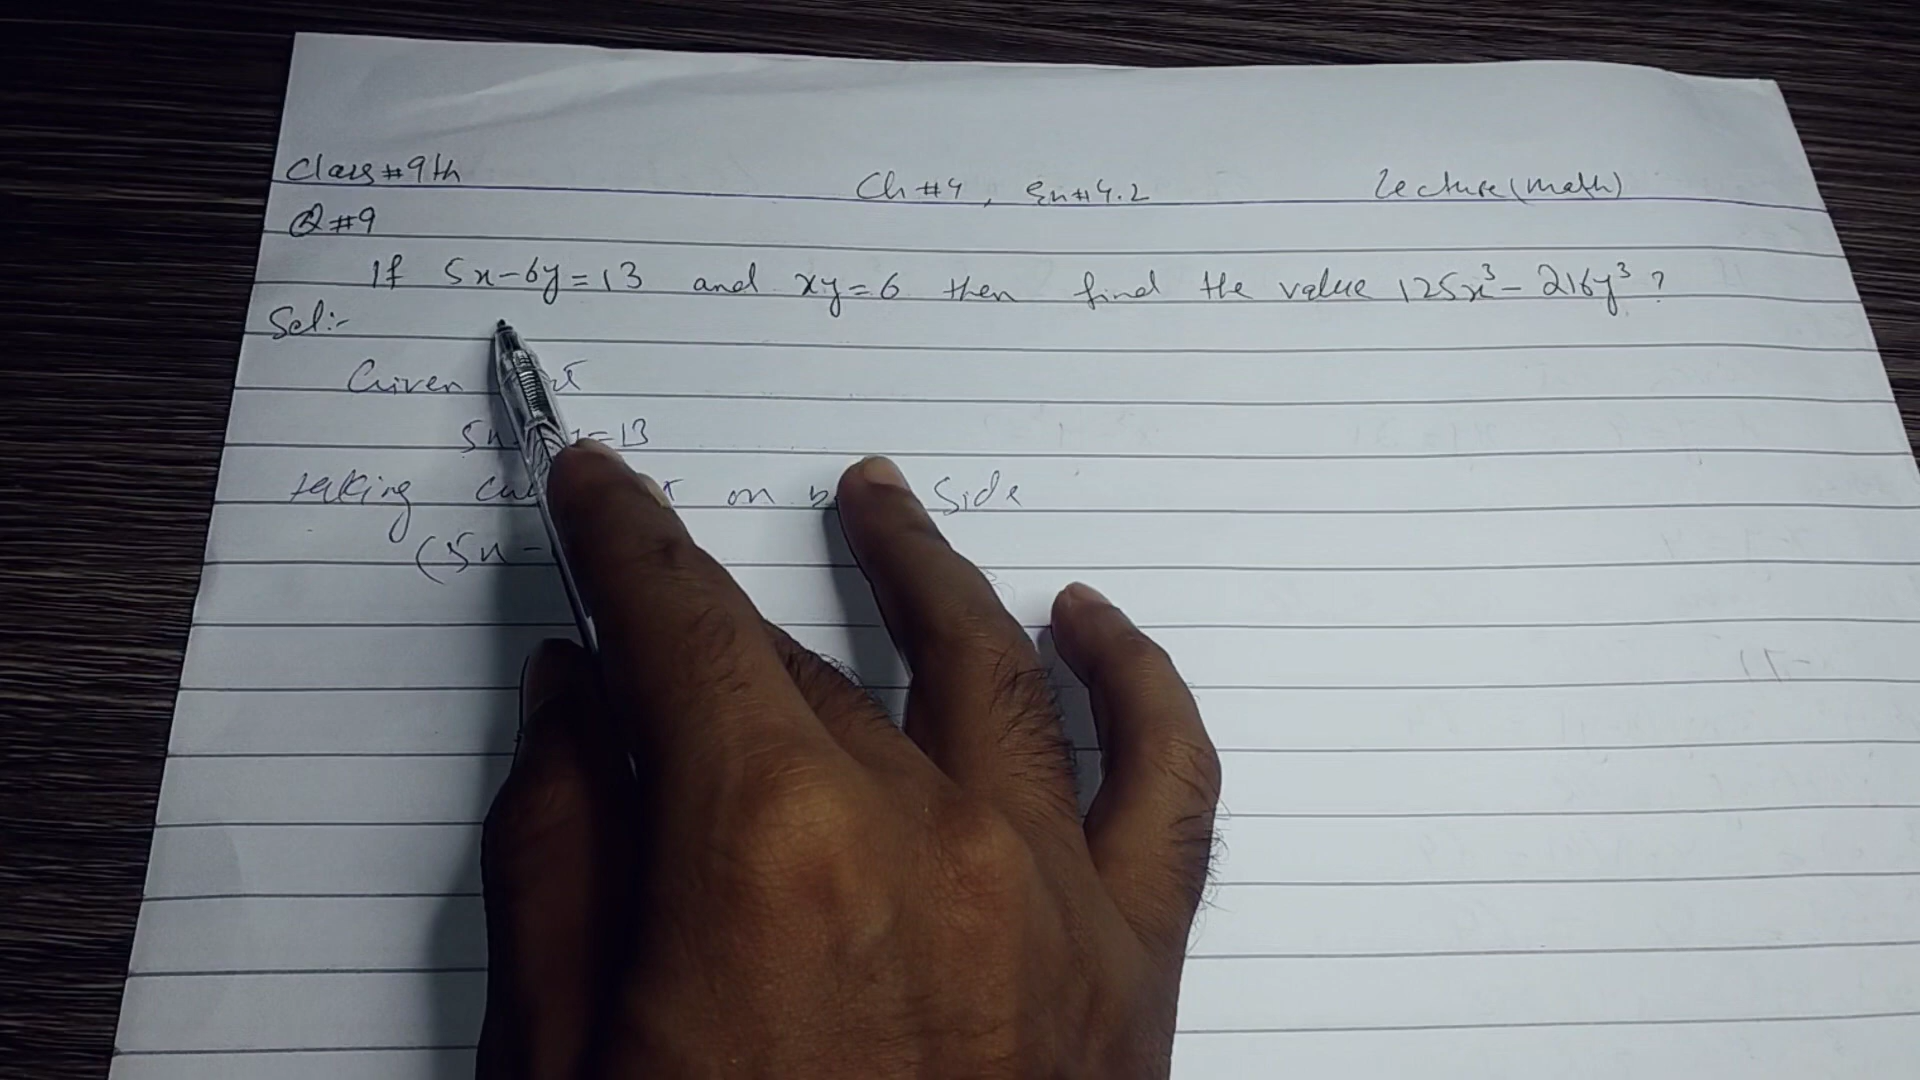 Class #9th Ch #4, Ex#4.2 Lecture (math)
Q #9
If 5x-6y=13 and xy=6 then find the value 125x³-216y³?
Sol:-
Given
=13
taking on Side
(5x-